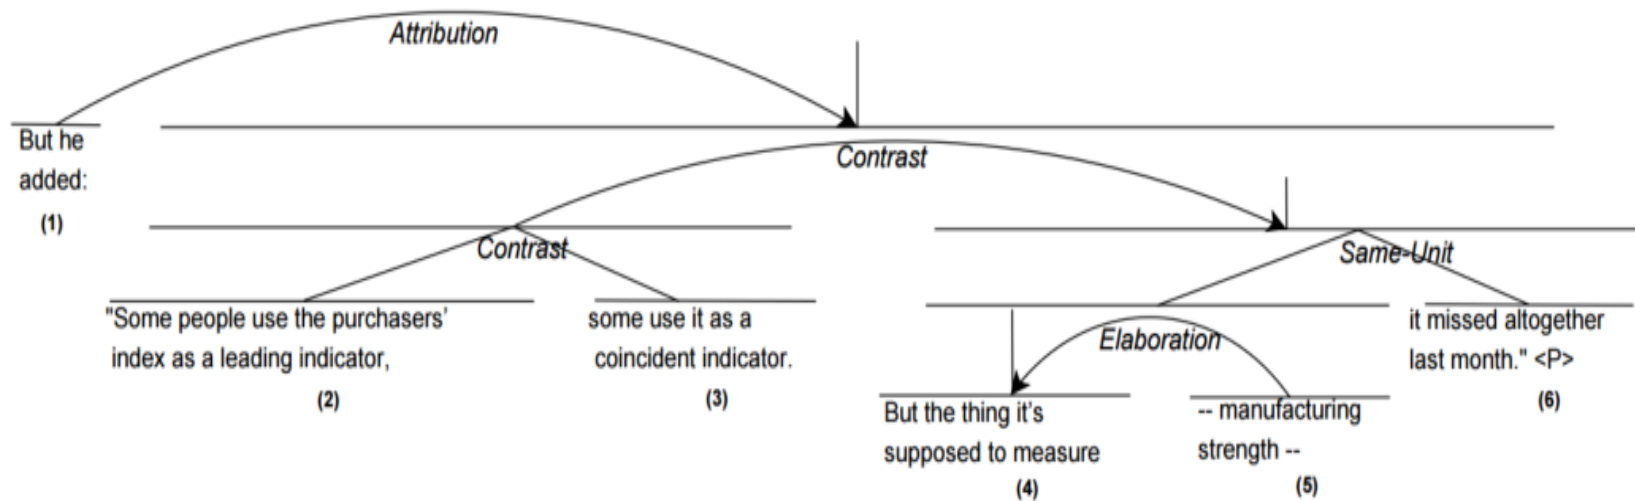 Attribution
But he
added:
(1)
Contrast
Contrast
Same-Unit
"Some people use the purchasers'
index as a leading indicator,
(2)
some use it as a
coincident indicator.
(3)
Elaboration
it missed altogether
last month." <P>
(6)
But the thing it's
supposed to measure
(4)
-- manufacturing
strength --
(5)